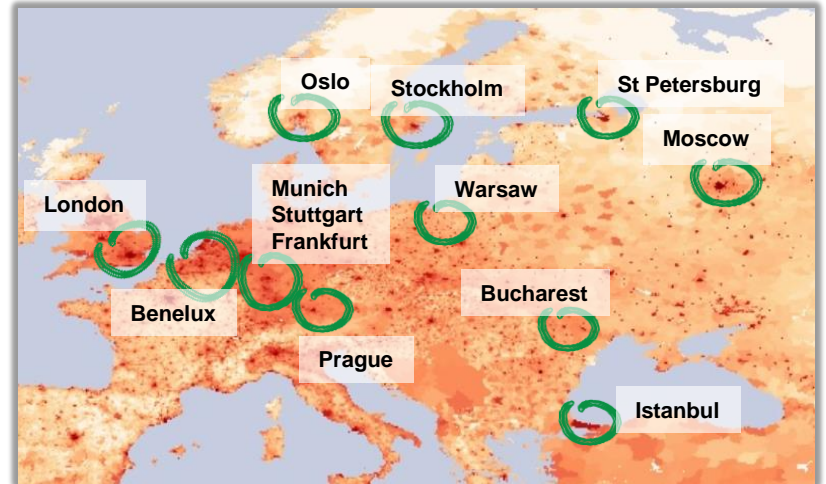 Oslo
Stockholm
St Petersburg
Moscow
London
Munich
Stuttgart
Frankfurt
Warsaw
Benelux
Bucharest
Prague
Istanbul